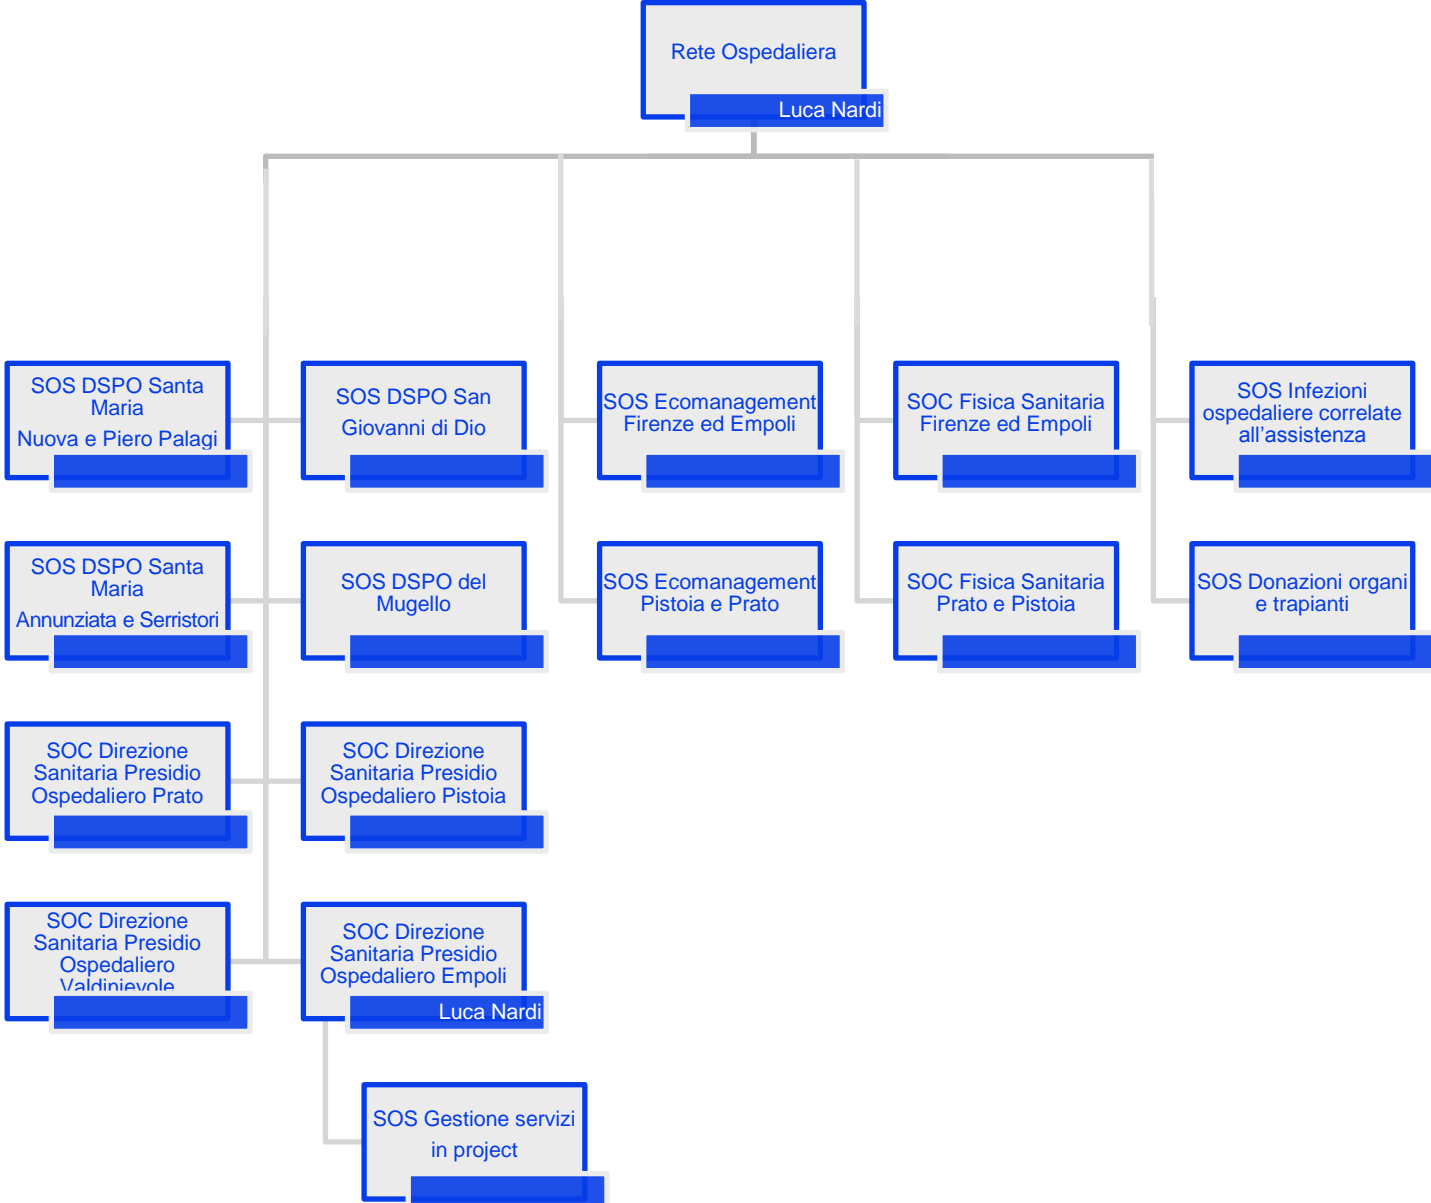 Rete Ospedaliera
Luca Nardi
SOS DSPO Santa
Maria
Nuova e Piero Palagi
SOS DSPO San
Giovanni di Dio
SOS Ecomanagement
Firenze ed Empoli
SOC Fisica Sanitaria
Firenze ed Empoli
SOS Infezioni
ospedaliere correlate
all'assistenza
SOS DSPO Santa
Maria
Annunziata e Serristori
SOS DSPO del
Mugello
SOS Ecomanagement
Pistoia e Prato
SOC Fisica Sanitaria
Prato e Pistoia
SOS Donazioni organi
e trapianti
SOC Direzione
Sanitaria Presidio
Ospedaliero Prato
SOC Direzione
Sanitaria Presidio
Ospedaliero Pistoia
SOC Direzione
Sanitaria Presidio
Ospedaliero
Valdinievole
SOC Direzione
Sanitaria Presidio
Ospedaliero Empoli
Luca Nardi
SOS Gestione servizi
in project